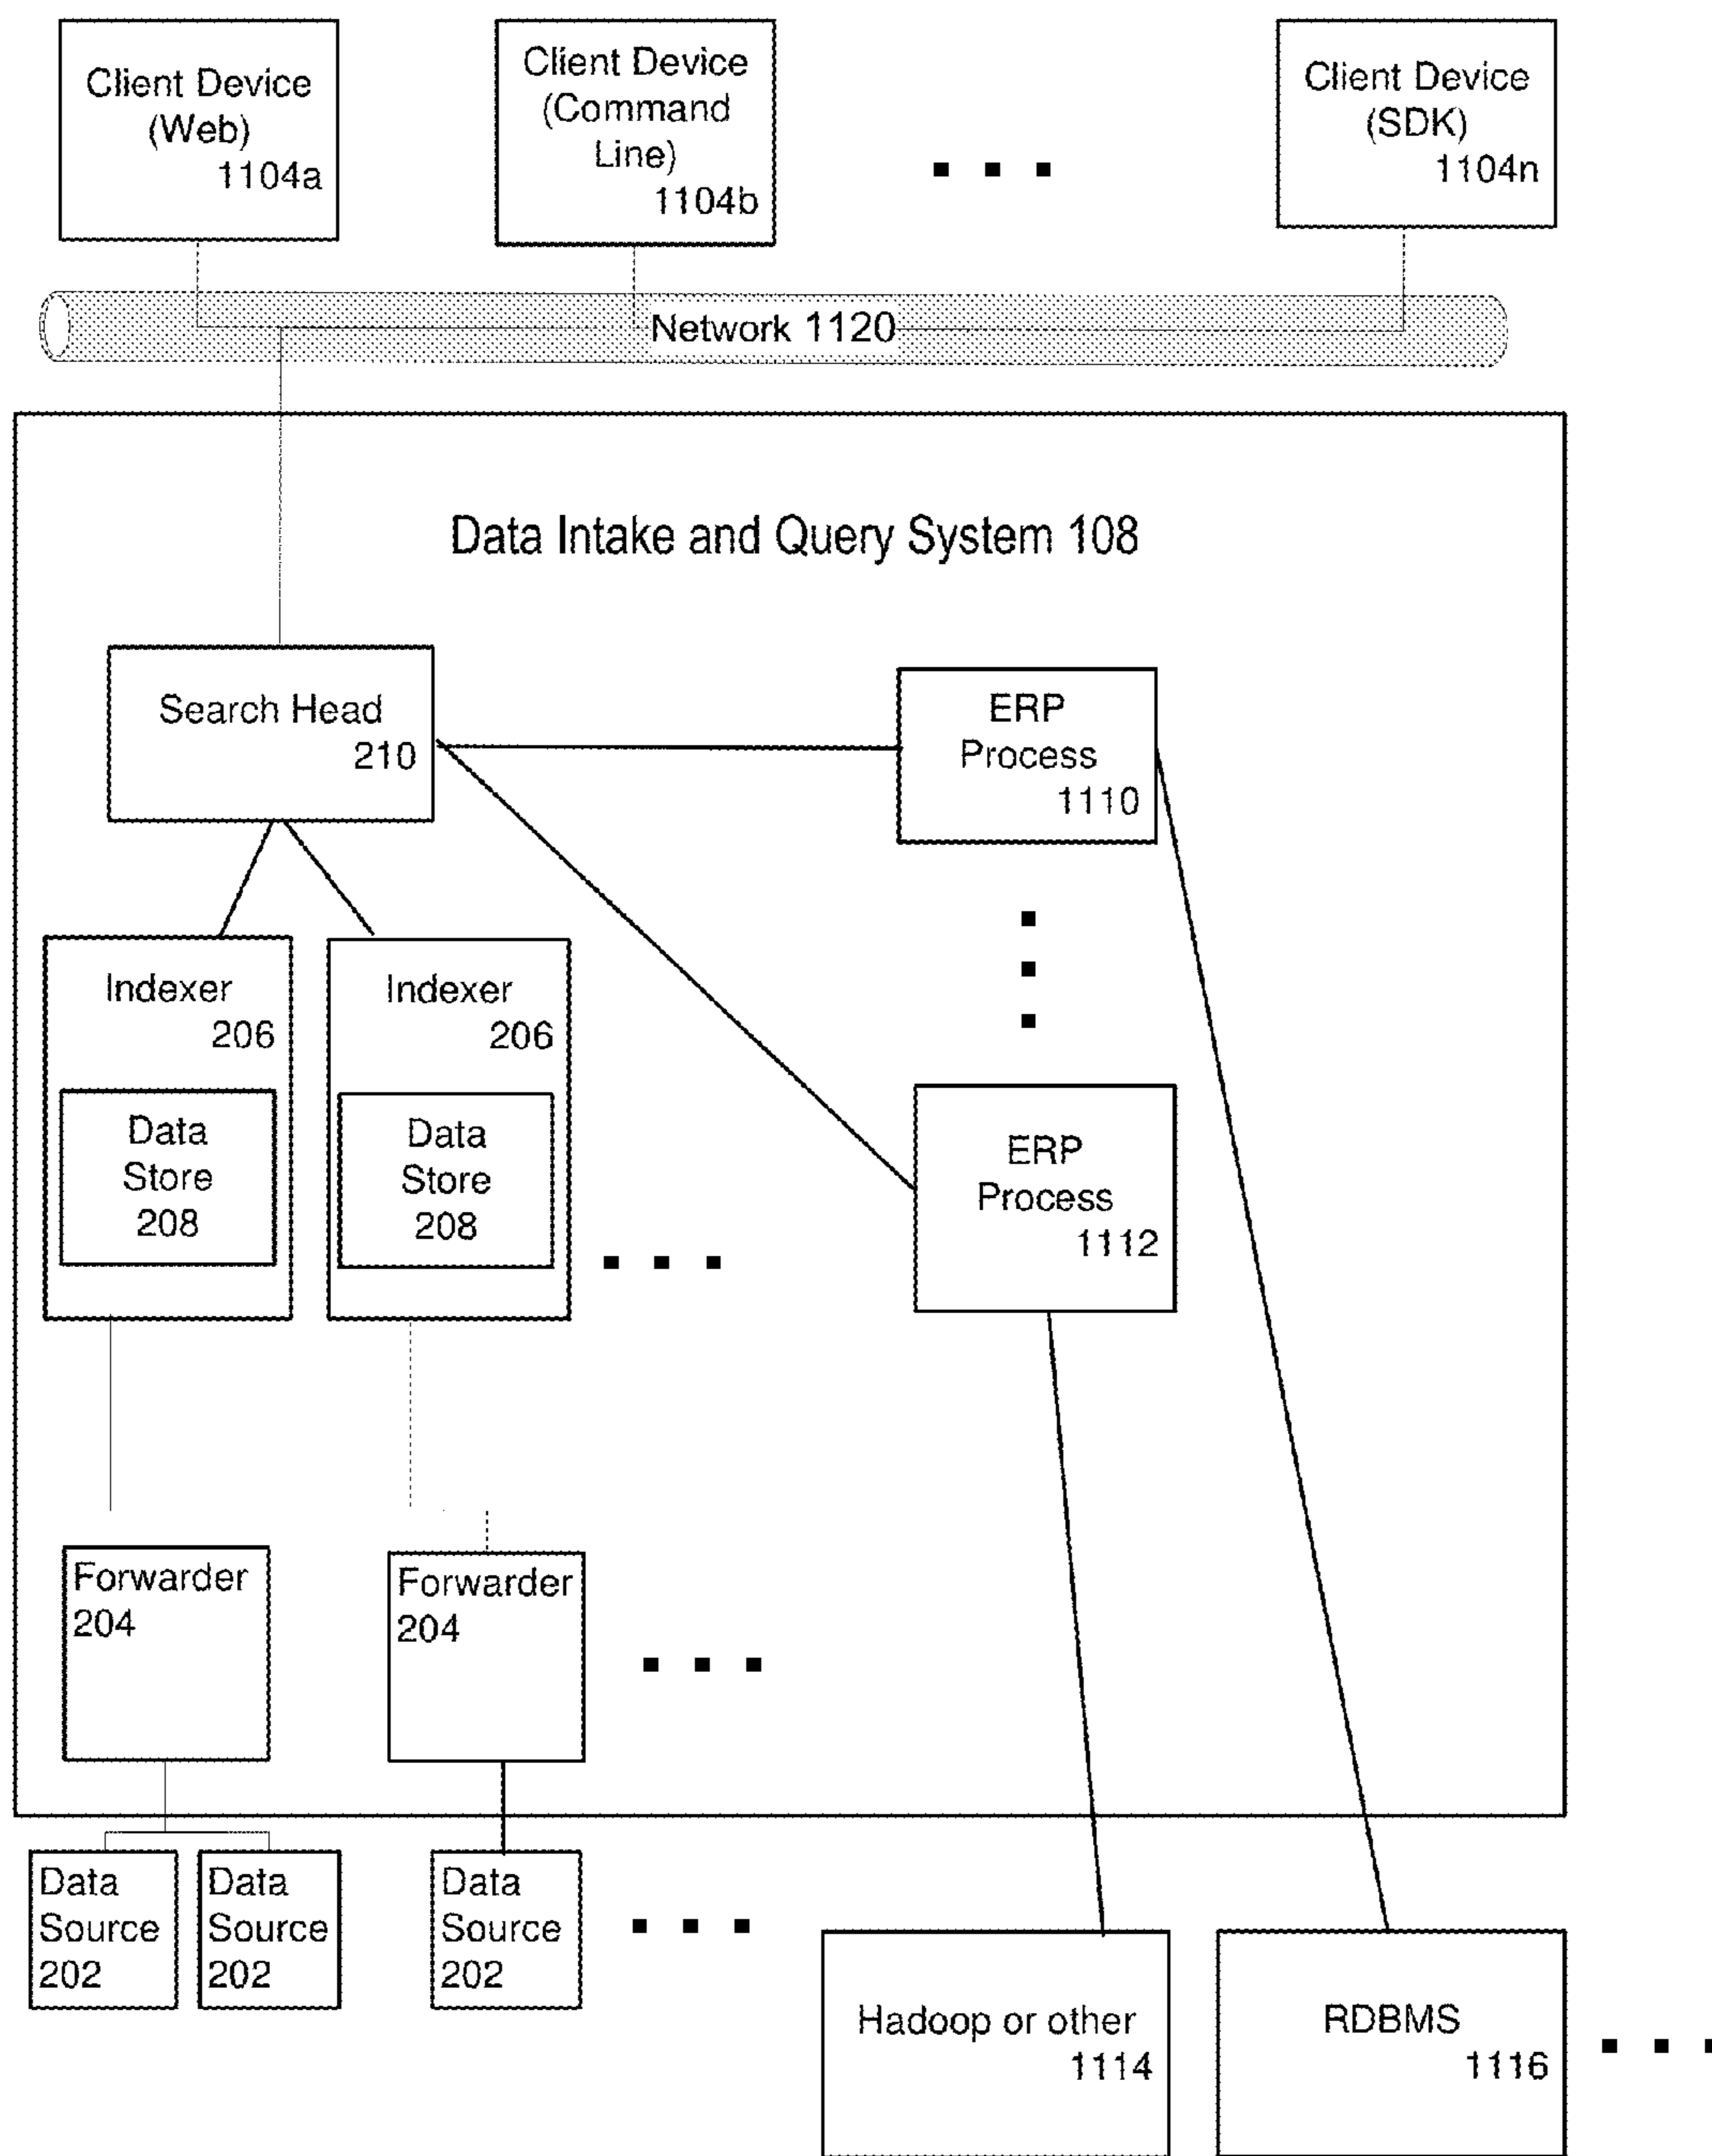 Client Device
(Web)
1104a
Client Device
(Command
Line)
1104b
Client Device
(SDK)
1104n
Network 1120
Data Intake and Query System 108
Search Head
210
ERP
Process
1110
Indexer
206
Data
Store
208
Indexer
206
Data
Store
208
ERP
Process
1112
Forwarder
204
Forwarder
204
Data
Source
202
Data
Source
202
Data
Source
202
Hadoop or other
1114
RDBMS
1116